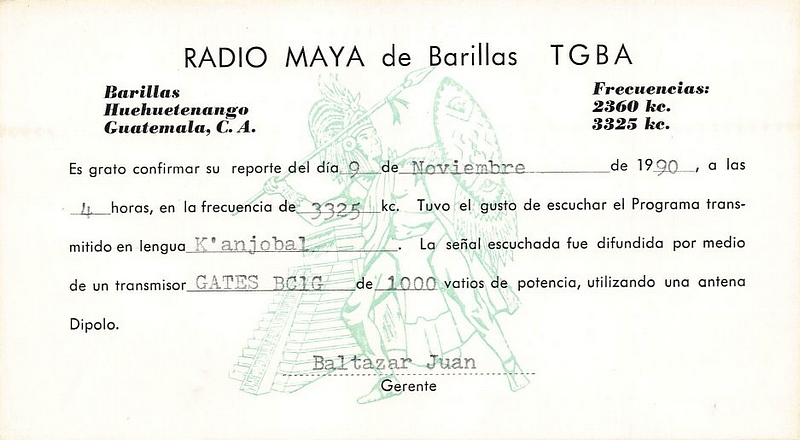 RADIO MAYA de Barillas TGBA
Barillas
Huehuetenango
Guatemala, C. A.
Frecuencias:
2360 kc.
3325 kc.
Es grato confirmar su reporte del día 9 de Noviembre de 1990, a las
4 horas, en la frecuencia de 3325 kc. Tuvo el gusto de escuchar el Programa trans-
mitido en lengua K'anjobal. La señal escuchada fue difundida por medio
de un transmisor GATES BC1G de 1000 vatios de potencia, utilizando una antena
Dipolo.
Baltazar Juan
Gerente